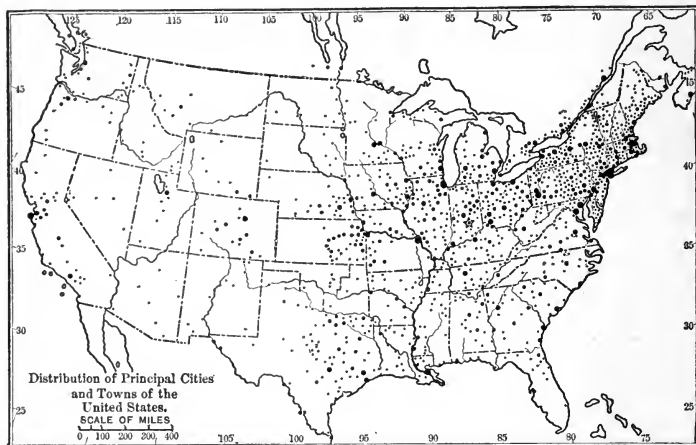 125 120 115 110 105 100 95 90 85 80 75 70 65
45 45
40 40
35 35
30 30
25 25
Distribution of Principal Cities
and Towns of the
United States.
SCALE OF MILES
0 100 200 300 400
105 100 95 90 85 80 75 70